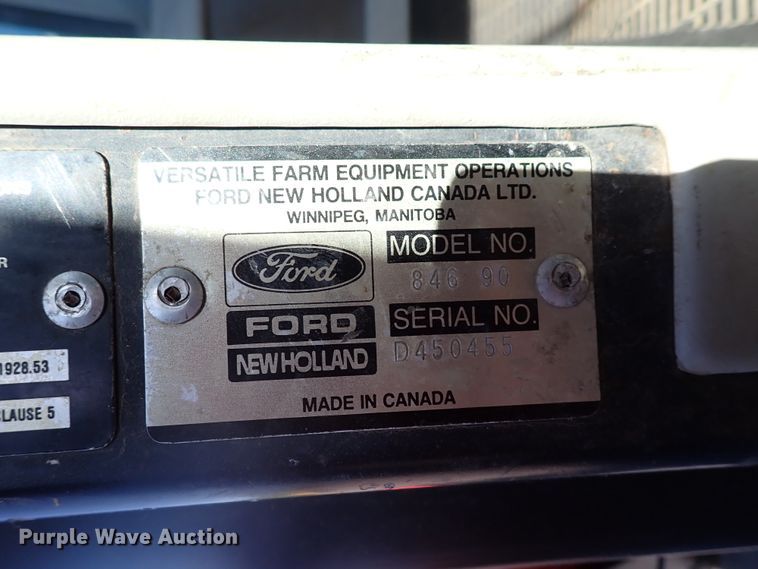 VERSATILE FARM EQUIPMENT OPERATIONS
FORD NEW HOLLAND CANADA LTD.
WINNIPEG, MANITOBA
Ford
MODEL NO.
846 90
FORD
NEW HOLLAND
SERIAL NO.
D450455
MADE IN CANADA
R
1928.53
CLAUSE 5
Purple Wave Auction